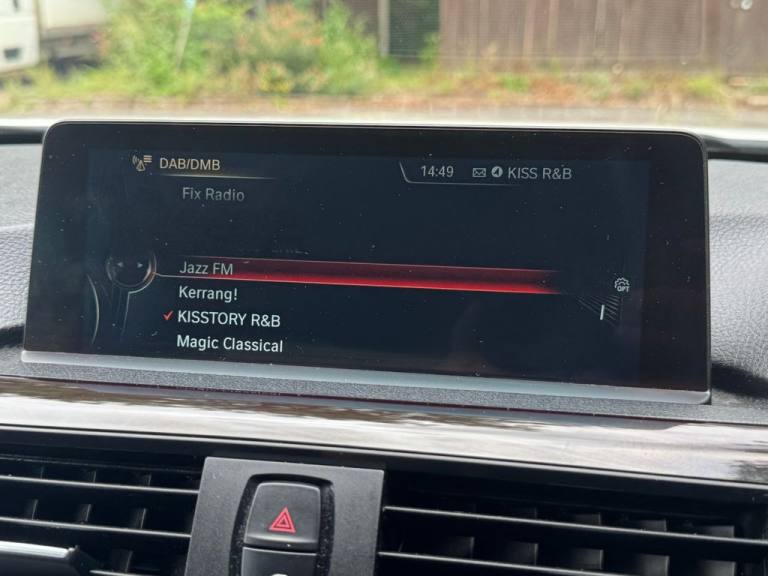 DAB/DMB
14:49 KISS R&B
Fix Radio
Jazz FM
Kerrang!
✓ KISSTORY R&B
Magic Classical
OPT